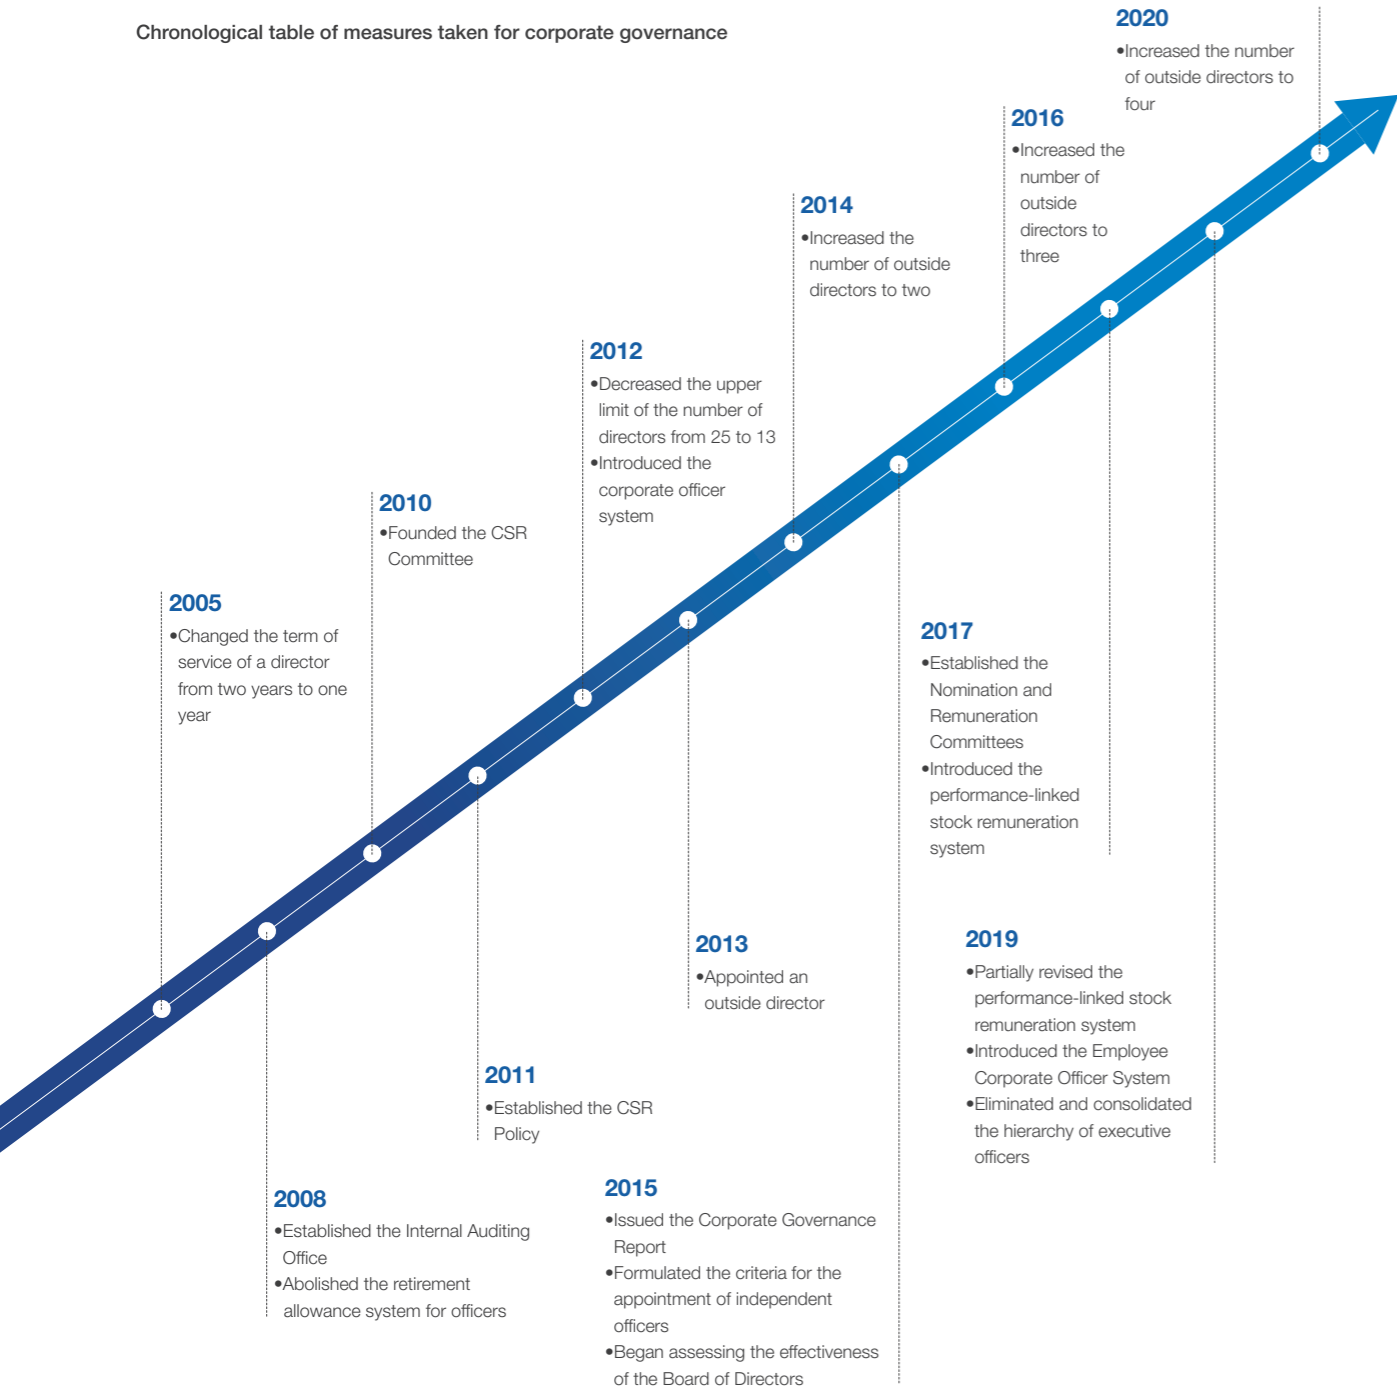 Chronological table of measures taken for corporate governance
2005
•Changed the term of
service of a director
from two years to one
year
2008
•Established the Internal Auditing
Office
•Abolished the retirement
allowance system for officers
2010
•Founded the CSR
Committee
2011
•Established the CSR
Policy
2012
•Decreased the upper
limit of the number of
directors from 25 to 13
•Introduced the
corporate officer
system
2013
•Appointed an
outside director
2014
•Increased the
number of outside
directors to two
2015
•Issued the Corporate Governance
Report
•Formulated the criteria for the
appointment of independent
officers
•Began assessing the effectiveness
of the Board of Directors
2016
•Increased the
number of
outside
directors to
three
2017
•Established the
Nomination and
Remuneration
Committees
•Introduced the
performance-linked
stock remuneration
system
2019
•Partially revised the
performance-linked stock
remuneration system
•Introduced the Employee
Corporate Officer System
•Eliminated and consolidated
the hierarchy of executive
officers
2020
•Increased the number
of outside directors to
four